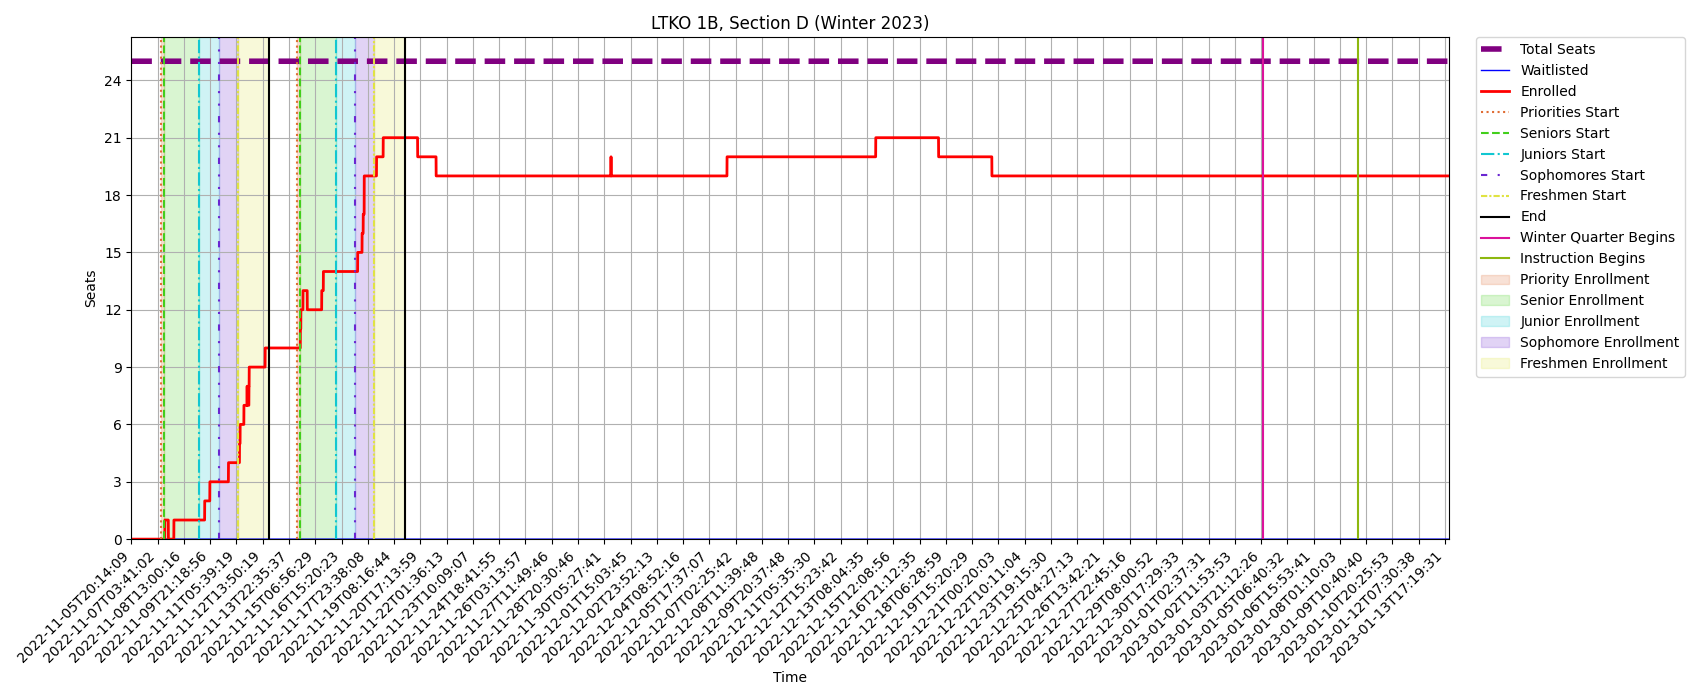 LTKO 1B, Section D (Winter 2023)
Seats
24
21
18
15
12
9
6
3
0
2022-11-05T20:14:09
2022-11-07T03:41:02
2022-11-08T13:00:16
2022-11-09T21:18:56
2022-11-11T05:39:19
2022-11-12T13:50:19
2022-11-13T22:35:37
2022-11-15T06:56:29
2022-11-16T15:20:23
2022-11-17T23:38:08
2022-11-19T08:16:44
2022-11-20T17:13:59
2022-11-22T01:36:13
2022-11-23T10:09:07
2022-11-24T18:41:55
2022-11-26T03:13:57
2022-11-27T11:49:46
2022-11-28T20:30:46
2022-11-30T05:27:41
2022-12-01T15:03:45
2022-12-02T23:52:13
2022-12-04T08:52:16
2022-12-05T17:37:07
2022-12-07T02:25:42
2022-12-08T11:39:48
2022-12-09T20:37:48
2022-12-11T05:35:30
2022-12-12T15:23:42
2022-12-13T08:04:35
2022-12-15T12:08:56
2022-12-16T21:12:35
2022-12-18T06:28:59
2022-12-19T15:20:29
2022-12-21T00:20:03
2022-12-22T10:11:04
2022-12-23T19:15:30
2022-12-25T04:27:13
2022-12-26T13:42:21
2022-12-27T22:45:16
2022-12-29T08:00:52
2022-12-30T17:29:33
2023-01-01T02:37:31
2023-01-02T11:53:53
2023-01-03T21:12:26
2023-01-05T06:40:32
2023-01-06T15:53:41
2023-01-08T01:10:03
2023-01-09T10:40:40
2023-01-10T20:25:53
2023-01-12T07:30:38
2023-01-13T17:19:31
Time
Total Seats
Waitlisted
Enrolled
Priorities Start
Seniors Start
Juniors Start
Sophomores Start
Freshmen Start
End
Winter Quarter Begins
Instruction Begins
Priority Enrollment
Senior Enrollment
Junior Enrollment
Sophomore Enrollment
Freshmen Enrollment